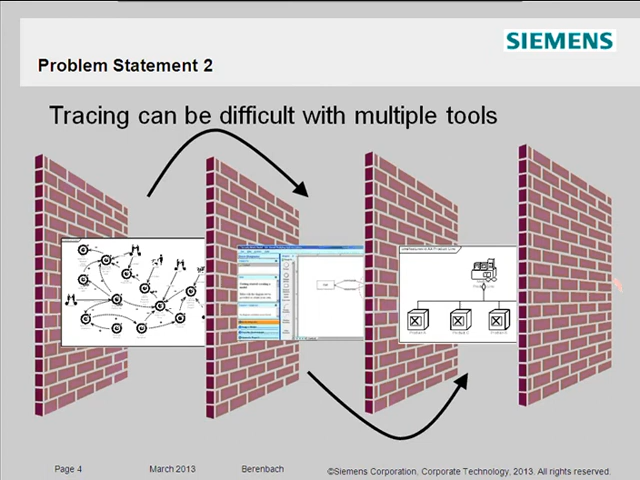 SIEMENS
Problem Statement 2
Tracing can be difficult with multiple tools
Page 4 March 2013 Berenbach ©Siemens Corporation, Corporate Technology, 2013. All rights reserved.